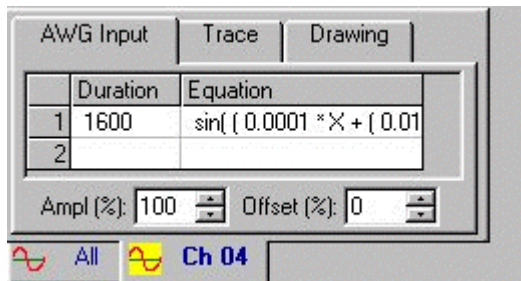 AWG Input Trace Drawing
Duration Equation
1 1600 sin( ( 0.0001 * X + ( 0.01
2
Ampl (%): 100 Offset (%): 0
All Ch 04